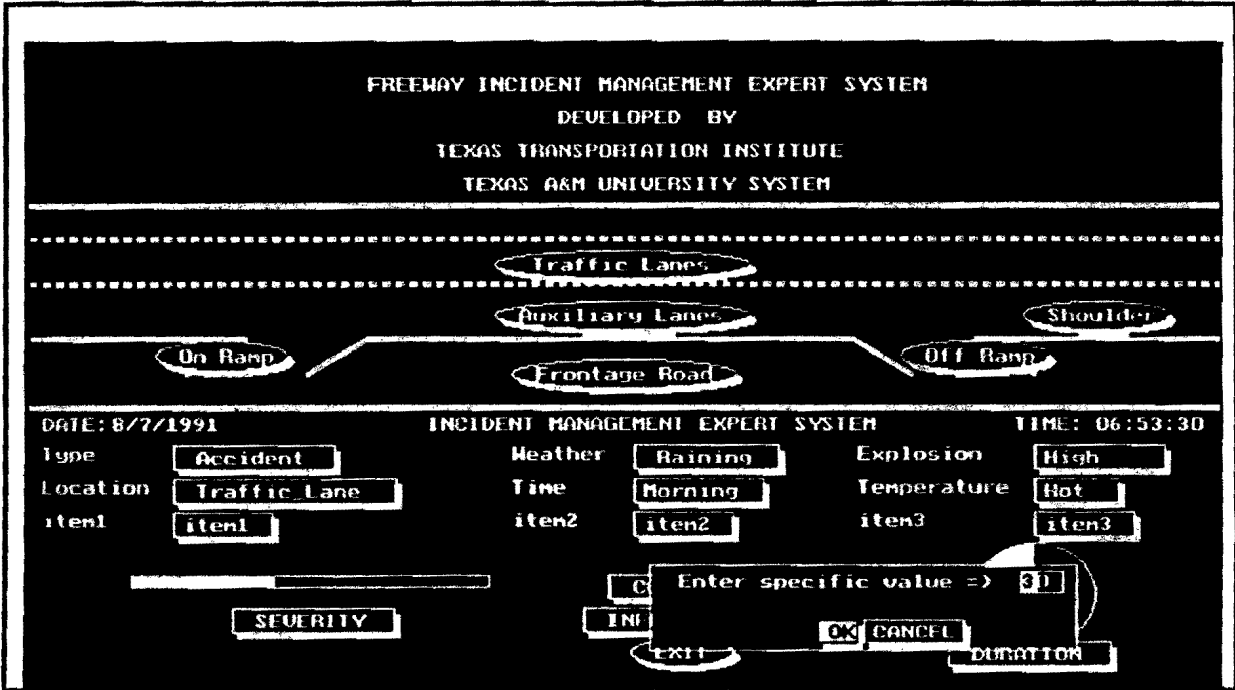 FREEWAY INCIDENT MANAGEMENT EXPERT SYSTEM
DEVELOPED BY
TEXAS TRANSPORTATION INSTITUTE
TEXAS A&M UNIVERSITY SYSTEM
Traffic Lanes
Auxiliary Lanes Shoulder
On Ramp Off Ramp
Frontage Road
DATE: 8/7/1991 INCIDENT MANAGEMENT EXPERT SYSTEM TIME: 06:53:30
Type Accident Weather Raining Explosion High
Location Traffic_Lane Time Morning Temperature Hot
item1 item1 item2 item2 item3 item3
Enter specific value => 30
SEVERITY
OK CANCEL
EXIT DURATION